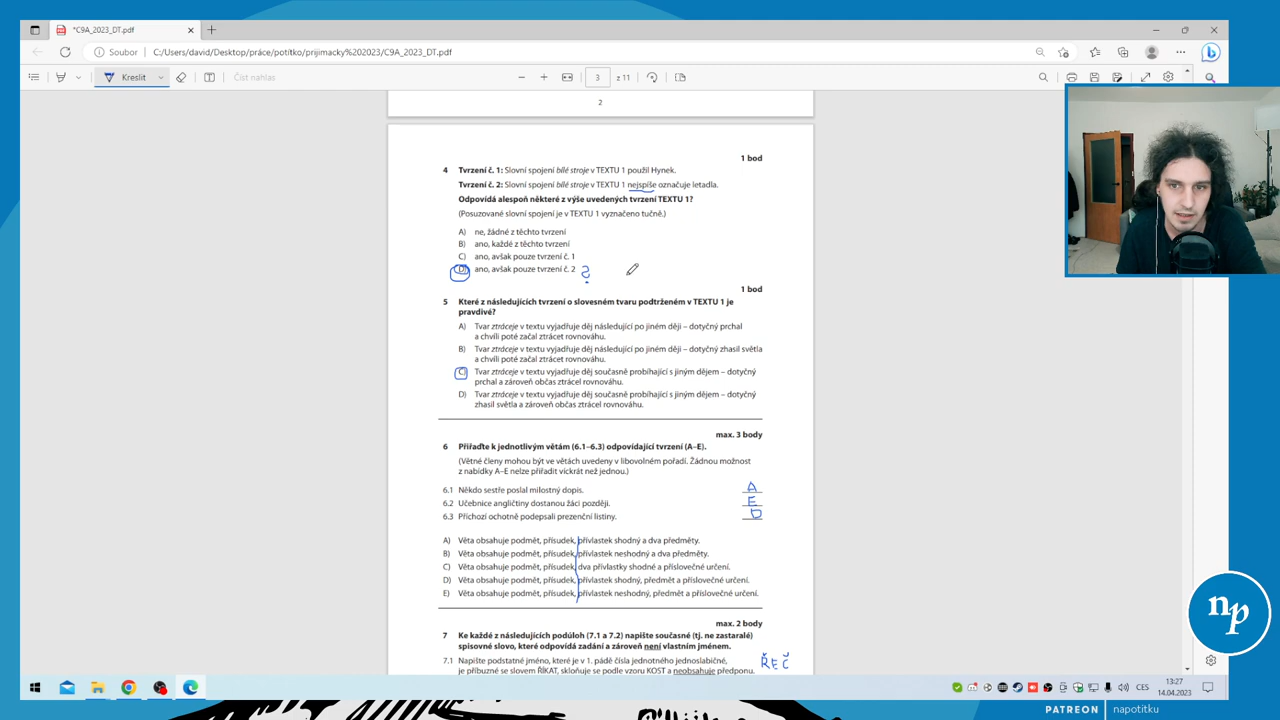 *C9A_2023_DT.pdf
Soubor
C:/Users/david/Desktop/práce/potítko/prijimacky%202023/C9A_2023_DT.pdf
Kreslit
Číst nahlas
3
z 11
2
1 bod
4 Tvrzení č. 1: Slovní spojení bílé stroje v TEXTU 1 použil Hynek.
Tvrzení č. 2: Slovní spojení bílé stroje v TEXTU 1 nejspíše označuje letadla.
Odpovídá alespoň některé z výše uvedených tvrzení TEXTU 1?
(Posuzované slovní spojení je v TEXTU 1 vyznačeno tučně.)
A) ne, žádné z těchto tvrzení
B) ano, každé z těchto tvrzení
C) ano, avšak pouze tvrzení č. 1
D) ano, avšak pouze tvrzení č. 2 ?
1 bod
5 Které z následujících tvrzení o slovesném tvaru podtrženém v TEXTU 1 je
pravdivé?
A) Tvar ztráceje v textu vyjadřuje děj následující po jiném ději – dotyčný prchal
a chvíli poté začal ztrácet rovnováhu.
B) Tvar ztráceje v textu vyjadřuje děj následující po jiném ději – dotyčný zhasil světla
a chvíli poté začal ztrácet rovnováhu.
C) Tvar ztráceje v textu vyjadřuje děj současně probíhající s jiným dějem – dotyčný
prchal a zároveň občas ztrácel rovnováhu.
D) Tvar ztráceje v textu vyjadřuje děj současně probíhající s jiným dějem – dotyčný
zhasil světla a zároveň občas ztrácel rovnováhu.
max. 3 body
6 Přiřaďte k jednotlivým větám (6.1–6.3) odpovídající tvrzení (A–E).
(Větné členy mohou být ve větách uvedeny v libovolném pořadí. Žádnou možnost
z nabídky A–E nelze přiřadit víckrát než jednou.)
6.1 Někdo sestře poslal milostný dopis. A
6.2 Učebnice angličtiny dostanou žáci později. E
6.3 Příchozí ochotně podepsali prezenční listiny. D
A) Věta obsahuje podmět, přísudek, přívlastek shodný a dva předměty.
B) Věta obsahuje podmět, přísudek, přívlastek neshodný a dva předměty.
C) Věta obsahuje podmět, přísudek, dva přívlastky shodné a příslovečné určení.
D) Věta obsahuje podmět, přísudek, přívlastek shodný, předmět a příslovečné určení.
E) Věta obsahuje podmět, přísudek, přívlastek neshodný, předmět a příslovečné určení.
max. 2 body
7 Ke každé z následujících podúloh (7.1 a 7.2) napište současné (tj. ne zastaralé)
spisovné slovo, které odpovídá zadání a zároveň není vlastním jménem.
7.1 Napište podstatné jméno, které je v 1. pádě čísla jednotného jednoslabičné,
je příbuzné se slovem ŘÍKAT, skloňuje se podle vzoru KOST a neobsahuje předponu. ŘEČ
np
CES
13:27
14.04.2023
PATREON napotitku